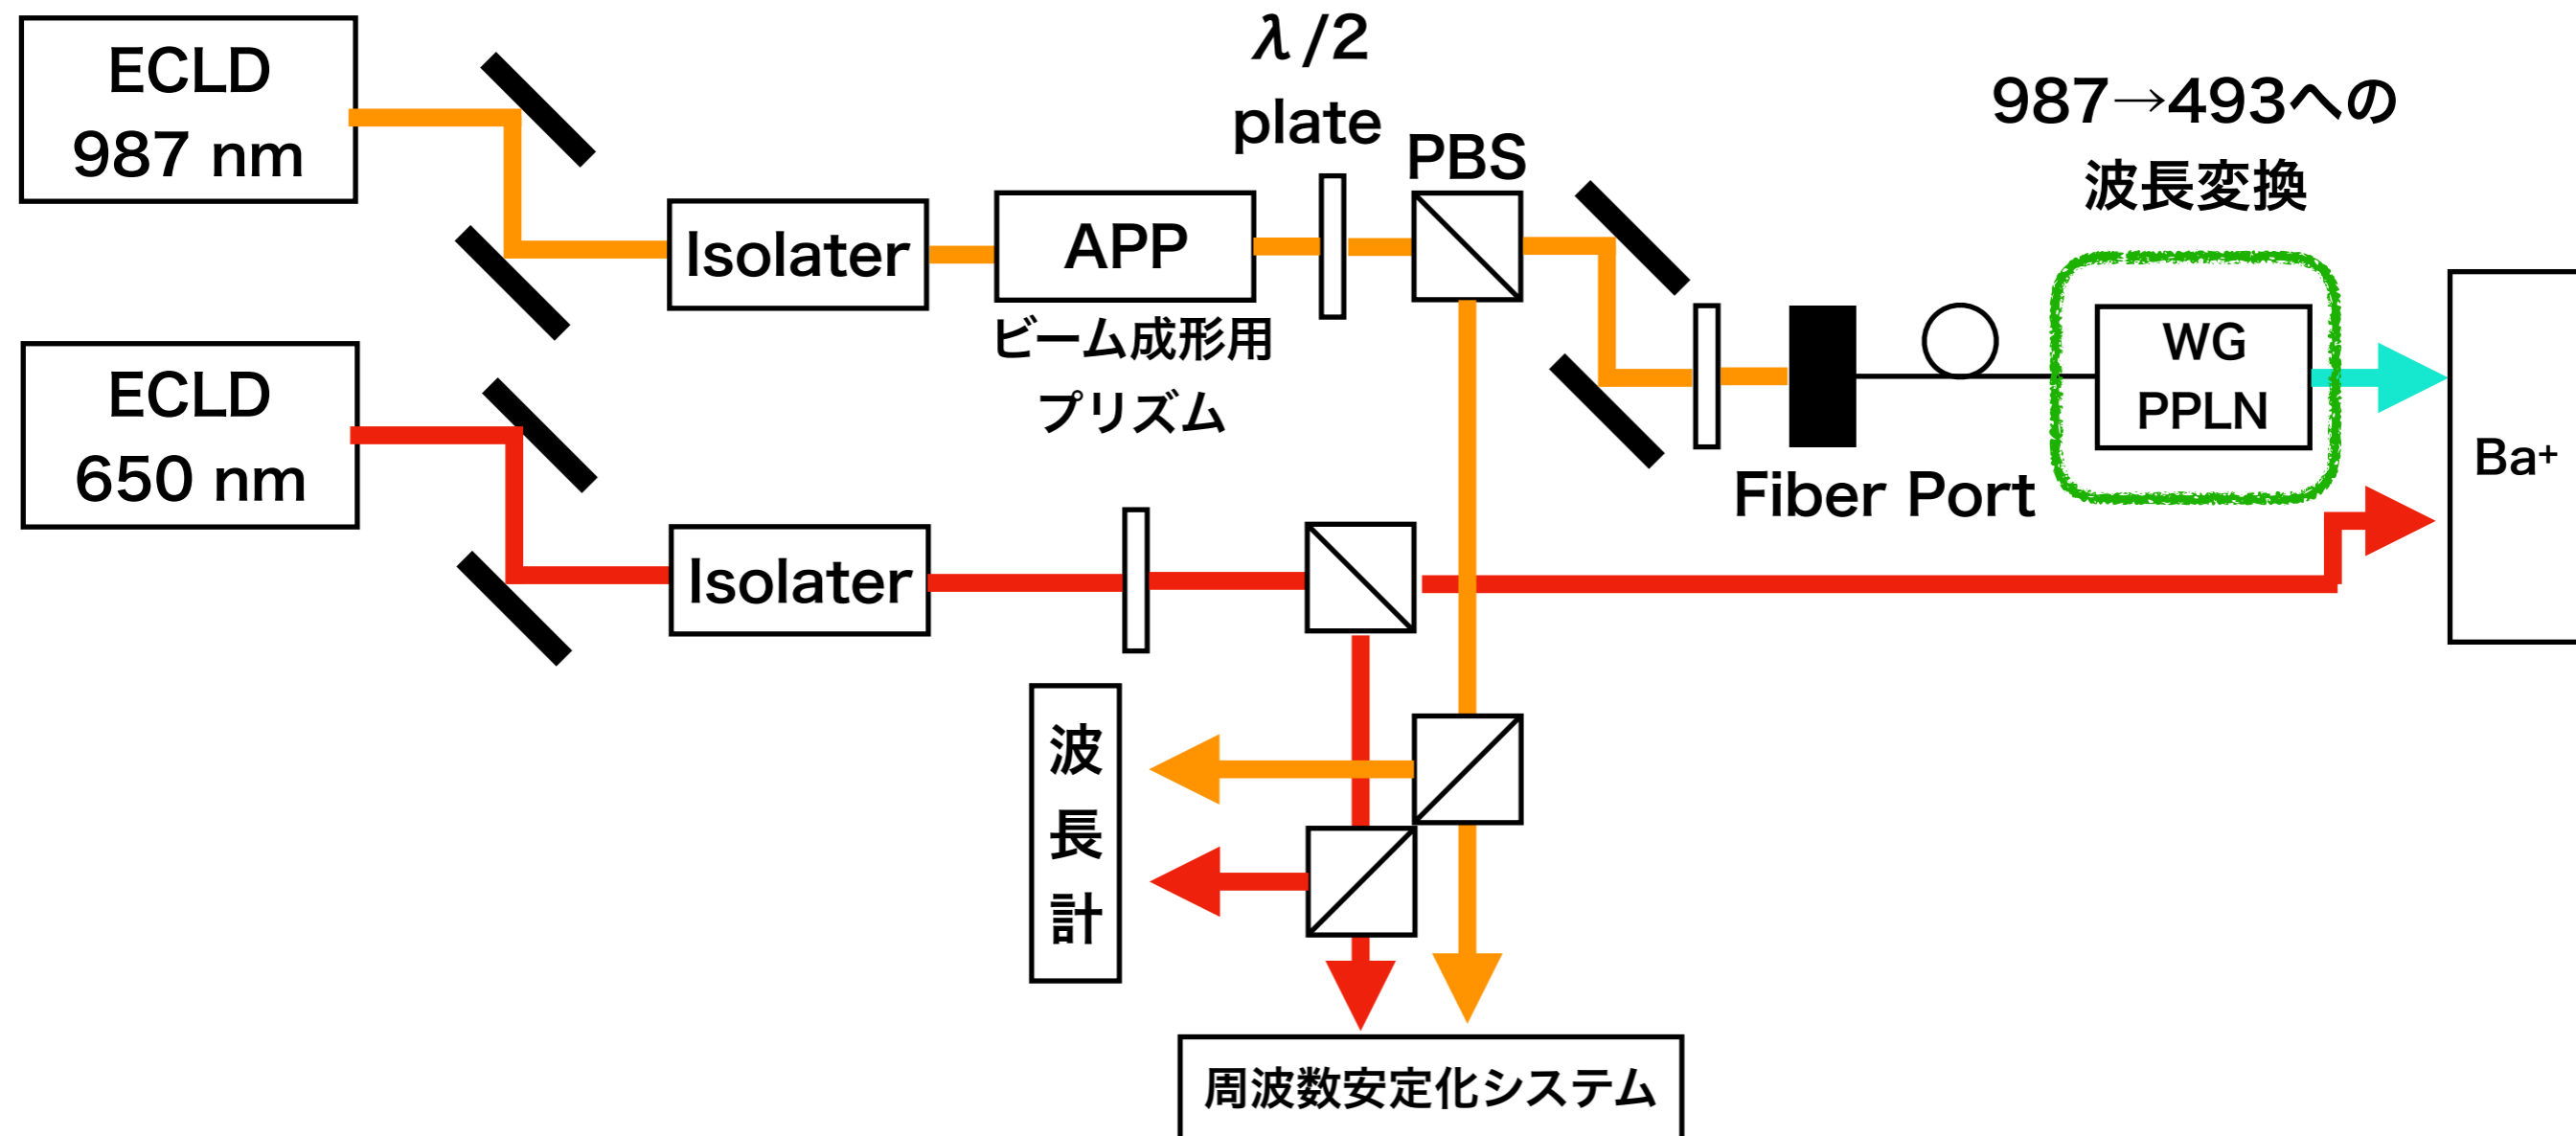 ECLD
987 nm
λ/2
plate
PBS
987→493への
波長変換
Isolater
APP
ビーム成形用
プリズム
WG
PPLN
ECLD
650 nm
Fiber Port
Ba⁺
Isolater
波
長
計
周波数安定化システム